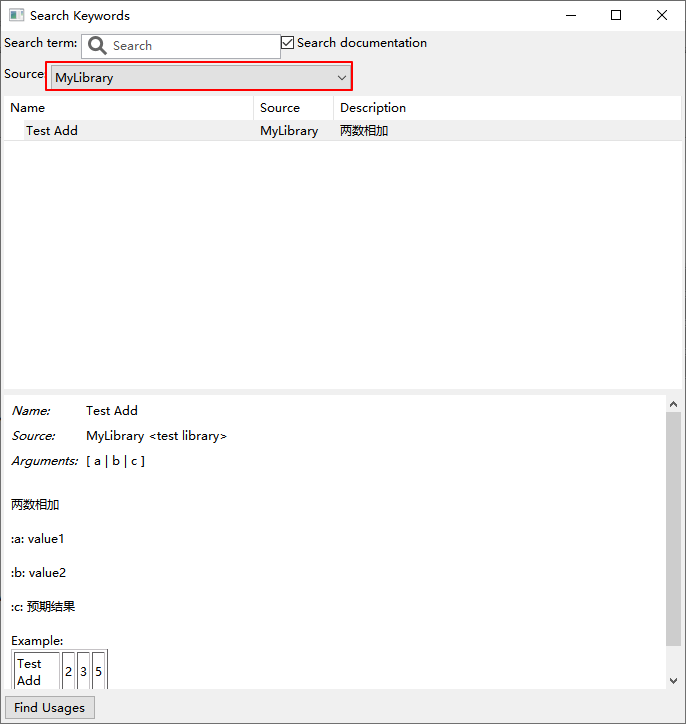 Search Keywords
Search term: Search Search documentation
Source: MyLibrary
Name Source Description
Test Add MyLibrary 两数相加
Name: Test Add
Source: MyLibrary <test library>
Arguments: [ a | b | c ]
两数相加
:a: value1
:b: value2
:c: 预期结果
Example:
Test Add 2 3 5
Find Usages